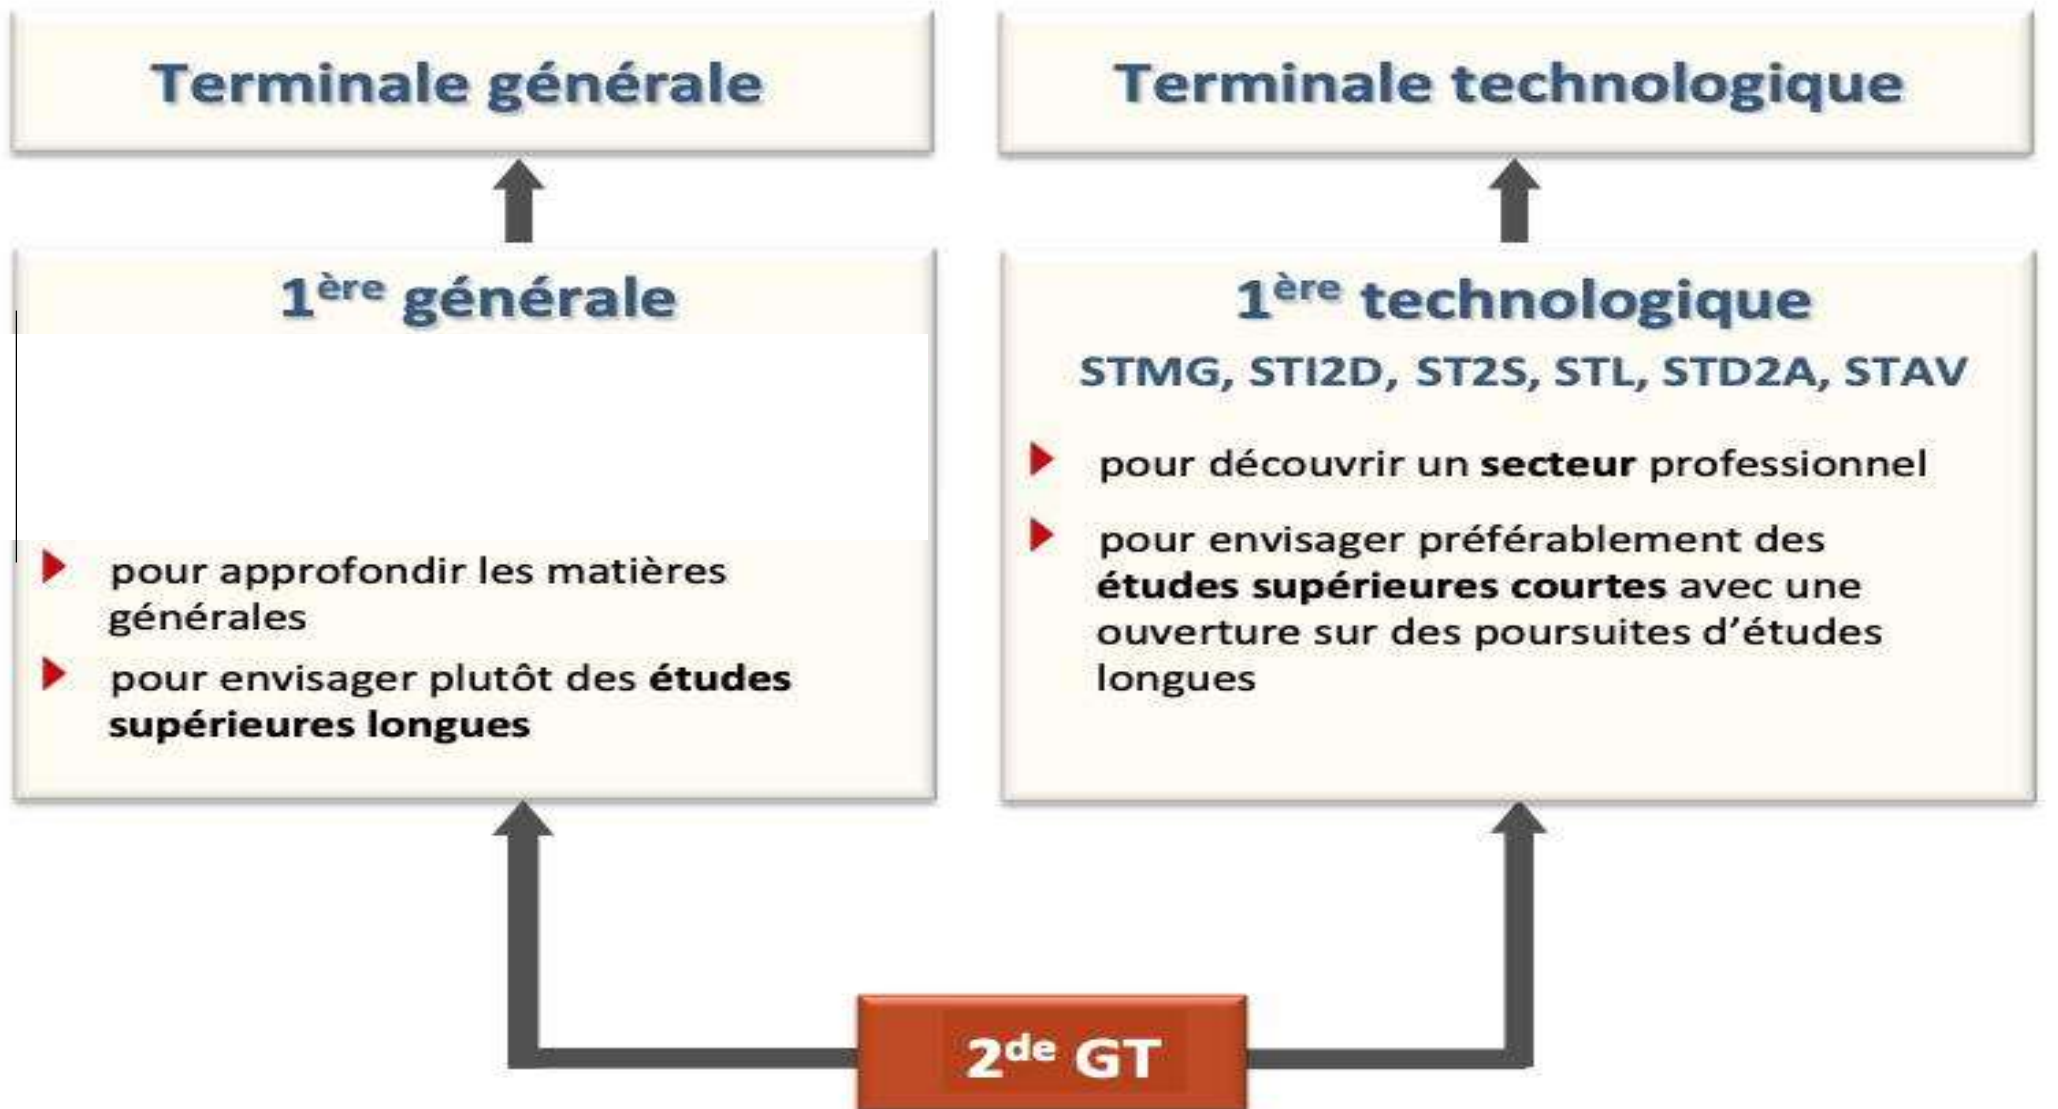 Terminale générale
Terminale technologique
1ère générale
pour approfondir les matières
générales
pour envisager plutôt des études
supérieures longues
1ère technologique
STMG, STI2D, ST2S, STL, STD2A, STAV
pour découvrir un secteur professionnel
pour envisager préférablement des
études supérieures courtes avec une
ouverture sur des poursuites d’études
longues
2de GT